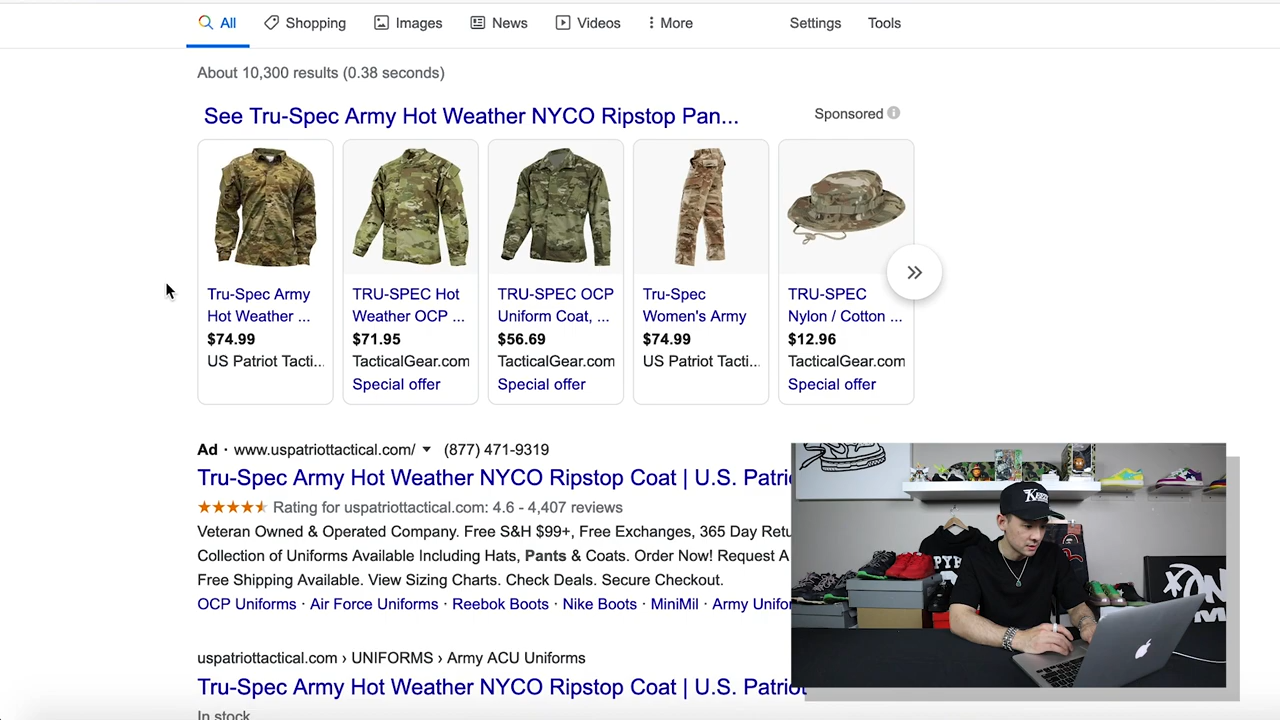 All Shopping Images News Videos More Settings Tools
About 10,300 results (0.38 seconds)
See Tru-Spec Army Hot Weather NYCO Ripstop Pan...
Sponsored
Tru-Spec Army
Hot Weather ...
$74.99
US Patriot Tacti...
TRU-SPEC Hot
Weather OCP ...
$71.95
TacticalGear.com
Special offer
TRU-SPEC OCP
Uniform Coat, ...
$56.69
TacticalGear.com
Special offer
Tru-Spec
Women's Army
$74.99
US Patriot Tacti...
TRU-SPEC
Nylon / Cotton ...
$12.96
TacticalGear.com
Special offer
Ad · www.uspatriottactical.com/ (877) 471-9319
Tru-Spec Army Hot Weather NYCO Ripstop Coat | U.S. Patri
Rating for uspatriottactical.com: 4.6 - 4,407 reviews
Veteran Owned & Operated Company. Free S&H $99+, Free Exchanges, 365 Day Retu
Collection of Uniforms Available Including Hats, Pants & Coats. Order Now! Request A
Free Shipping Available. View Sizing Charts. Check Deals. Secure Checkout.
OCP Uniforms · Air Force Uniforms · Reebok Boots · Nike Boots · MiniMil · Army Unifo
uspatriottactical.com › UNIFORMS › Army ACU Uniforms
Tru-Spec Army Hot Weather NYCO Ripstop Coat | U.S. Patriot
In stock